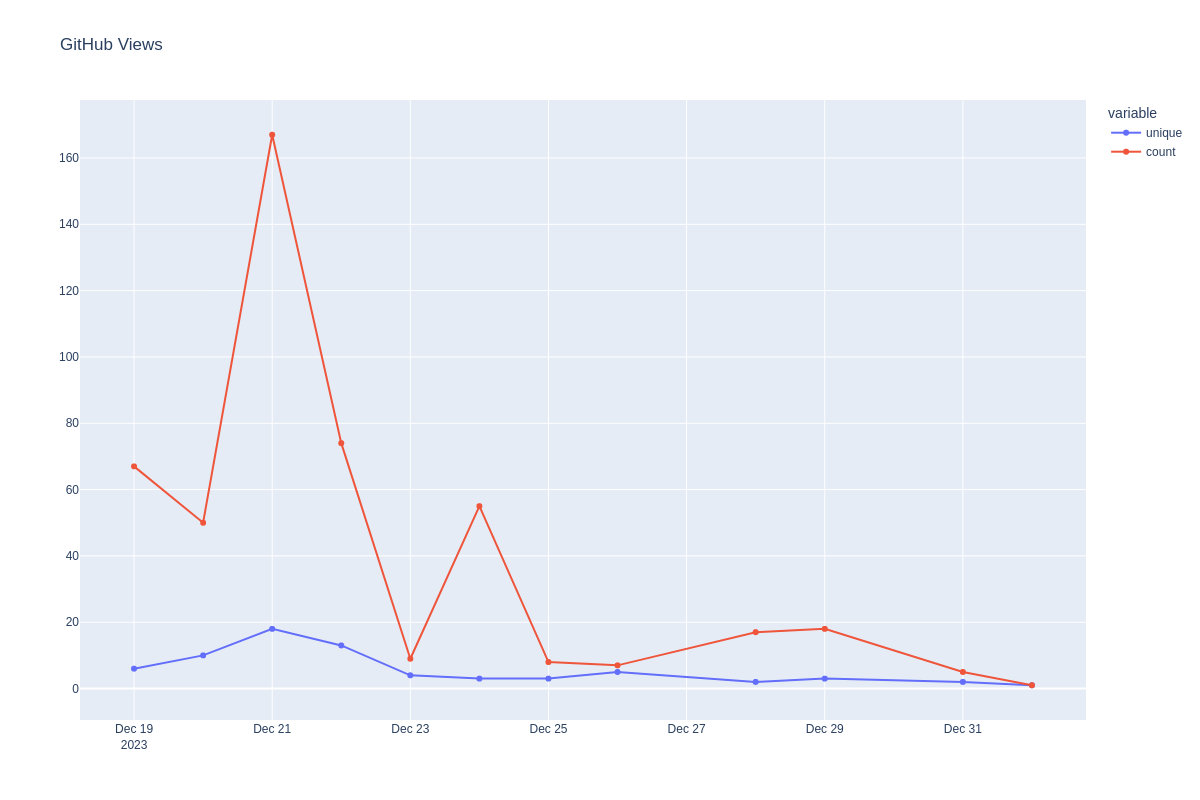 GitHub Views
variable
unique
count
160
140
120
100
80
60
40
20
0
Dec 19
2023
Dec 21
Dec 23
Dec 25
Dec 27
Dec 29
Dec 31